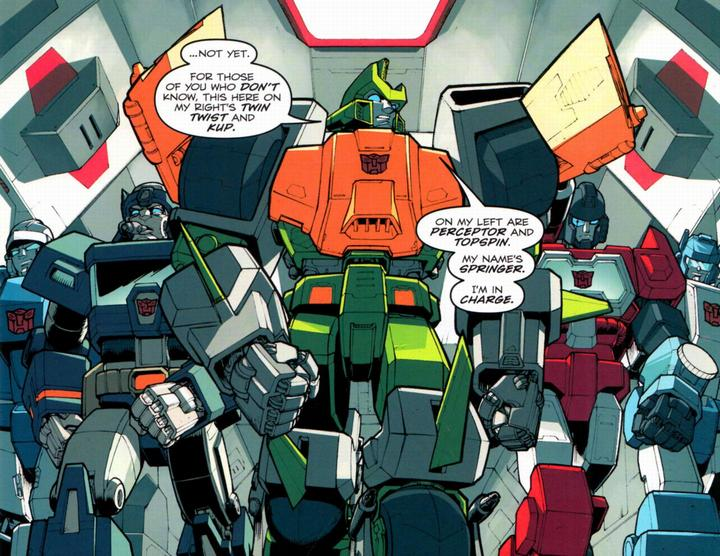 ...NOT YET.
FOR THOSE
OF YOU WHO DON'T
KNOW, THIS HERE ON
MY RIGHT'S TWIN
TWIST AND
KUP.
ON MY LEFT ARE
PERCEPTOR AND
TOPSPIN.
MY NAME'S
SPRINGER.
I'M IN
CHARGE.